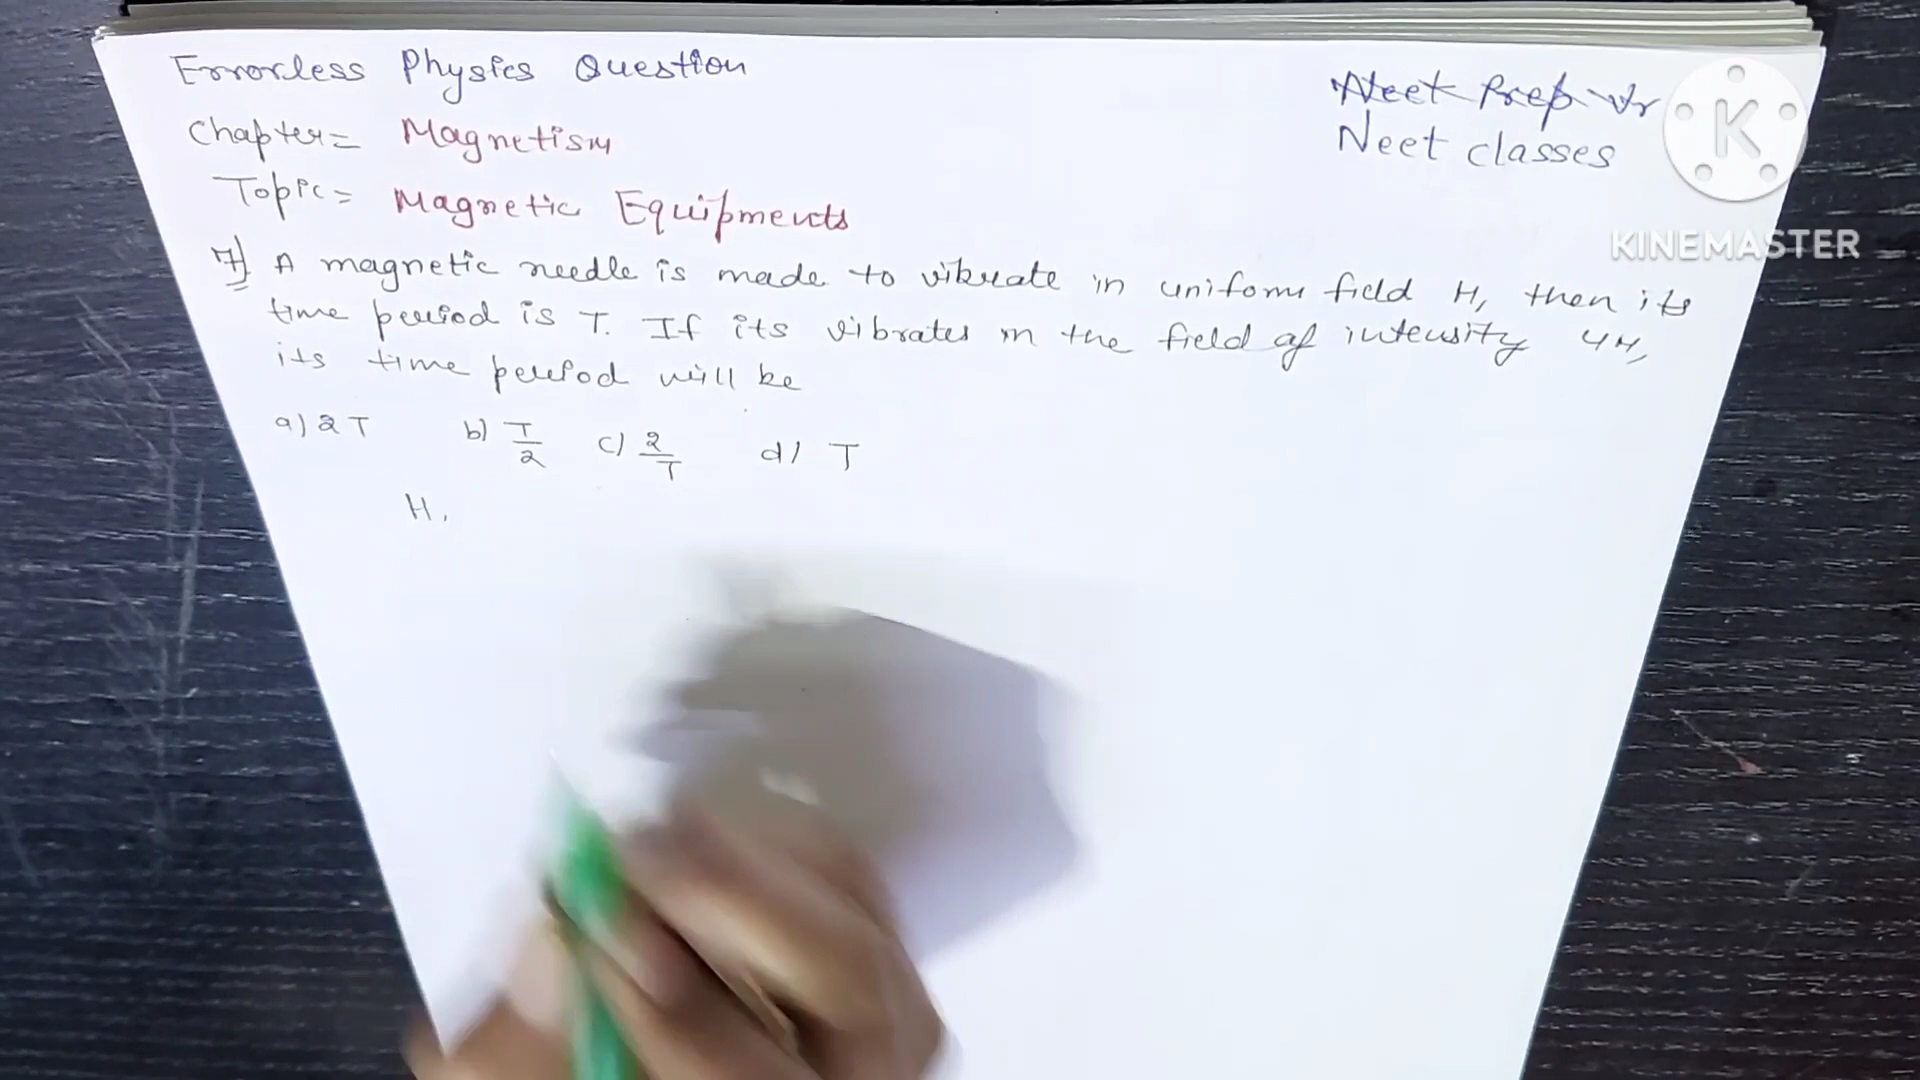 Errorless Physics Question
Neet Prep Vr
Chapter = Magnetism
Neet classes
Topic = Magnetic Equipments
KINEMASTER
7) A magnetic needle is made to vibrate in uniform field H, then its
time period is T. If its vibrates in the field of intensity 4H,
its time period will be
a) 2T b) T/2 c) 2/T d) T
H,